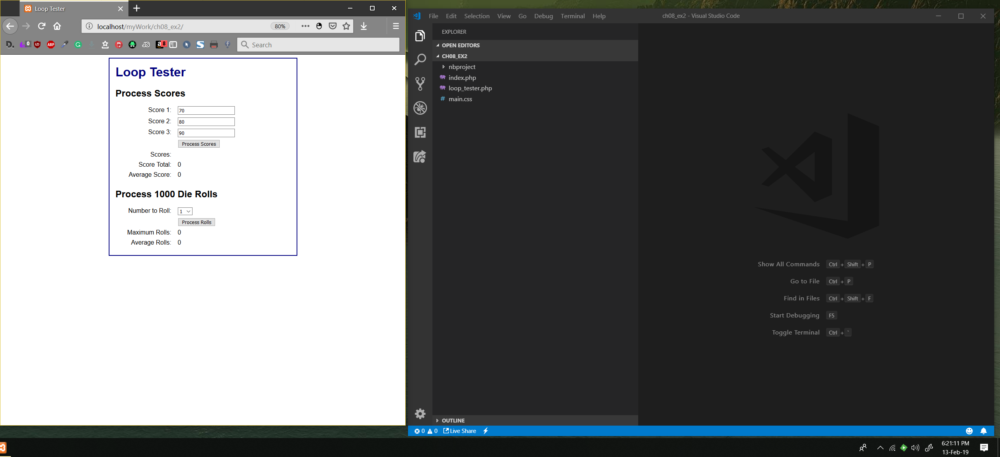 Loop Tester
localhost/myWork/ch08_ex2/ 80%
0 ABP JS a 8 Search
Loop Tester
Process Scores
Score 1: 70
Score 2: 80
Score 3: 90
Process Scores
Scores:
Score Total: 0
Average Score: 0
Process 1000 Die Rolls
Number to Roll: 1
Process Rolls
Maximum Rolls: 0
Average Rolls: 0
File Edit Selection View Go Debug Terminal Help ch08_ex2 - Visual Studio Code
EXPLORER
OPEN EDITORS
CH08_EX2
nbproject
index.php
loop_tester.php
# main.css
Show All Commands Ctrl + Shift + P
Go to File Ctrl + P
Find in Files Ctrl + Shift + F
Start Debugging F5
Toggle Terminal Ctrl + `
OUTLINE
0 0 Live Share
6:21:11 PM
13-Feb-19